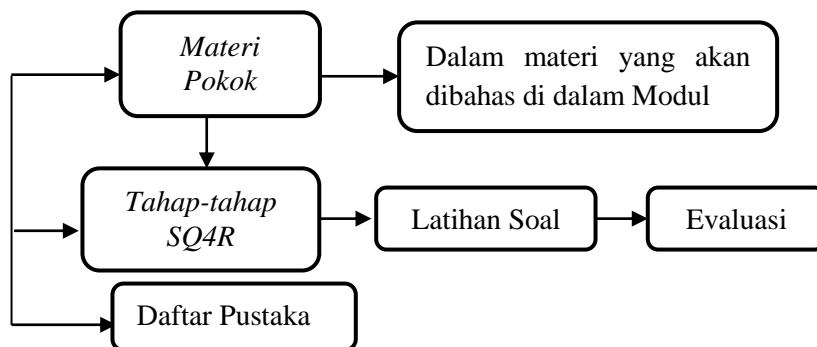 Materi
Pokok
Dalam materi yang akan
dibahas di dalam Modul
Tahap-tahap
SQ4R
Latihan Soal
Evaluasi
Daftar Pustaka